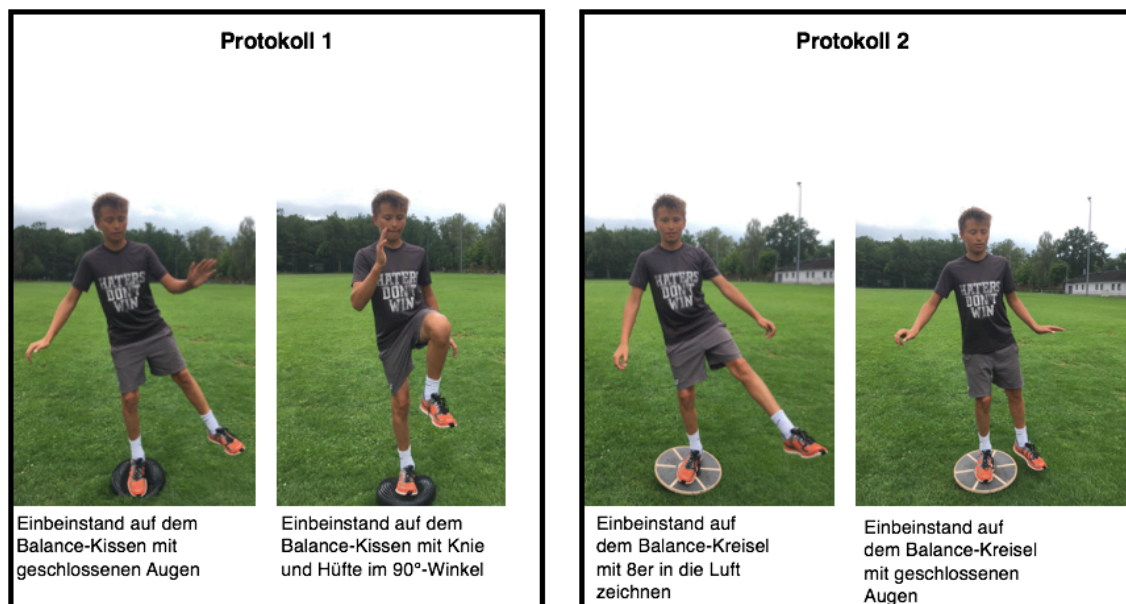 Protokoll 1
HATERS
DON'T
WIN
HATERS
DON'T
WIN
Einbeinstand auf dem
Balance-Kissen mit
geschlossenen Augen
Einbeinstand auf dem
Balance-Kissen mit Knie
und Hüfte im 90°-Winkel
Protokoll 2
HATERS
DON'T
WIN
HATERS
DON'T
WIN
Einbeinstand auf
dem Balance-Kreisel
mit 8er in die Luft
zeichnen
Einbeinstand auf
dem Balance-Kreisel
mit geschlossenen
Augen